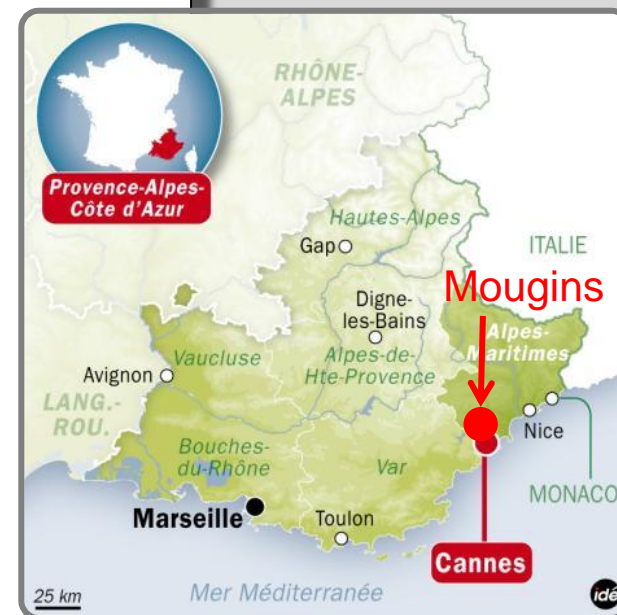 RHÔNE-
ALPES
Provence-Alpes-
Côte d'Azur
Hautes-Alpes
Gap
ITALIE
Mougins
Digne-
les-Bains
Alpes-
Maritimes
Vaucluse
Alpes-de-
Hte-Provence
Avignon
LANG.-
ROU.
Nice
Bouches-
du-Rhône
Var
MONACO
Marseille
Toulon
Cannes
25 km
Mer Méditerranée
idé